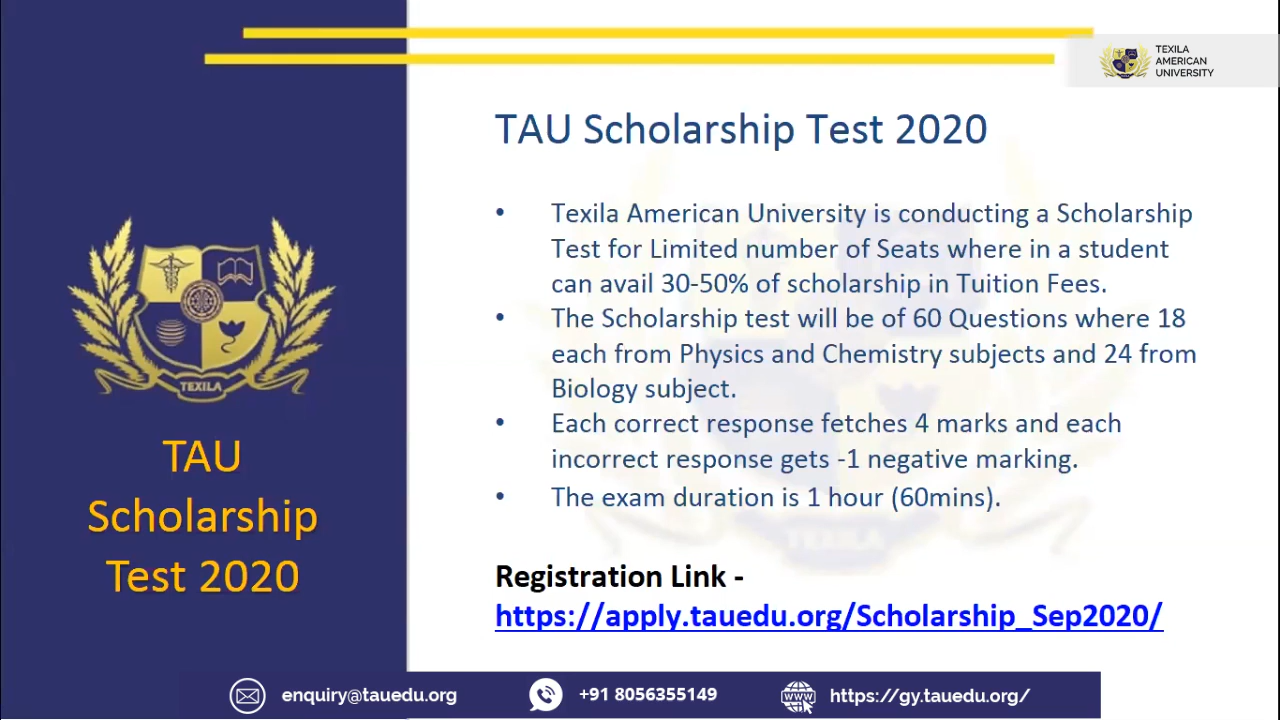 TEXILA
AMERICAN
UNIVERSITY
TAU Scholarship Test 2020
• Texila American University is conducting a Scholarship
Test for Limited number of Seats where in a student
can avail 30-50% of scholarship in Tuition Fees.
• The Scholarship test will be of 60 Questions where 18
each from Physics and Chemistry subjects and 24 from
Biology subject.
• Each correct response fetches 4 marks and each
incorrect response gets -1 negative marking.
• The exam duration is 1 hour (60mins).
Registration Link -
https://apply.tauedu.org/Scholarship_Sep2020/
TEXILA
TAU
Scholarship
Test 2020
TEXILA
enquiry@tauedu.org
+91 8056355149
WWW
https://gy.tauedu.org/